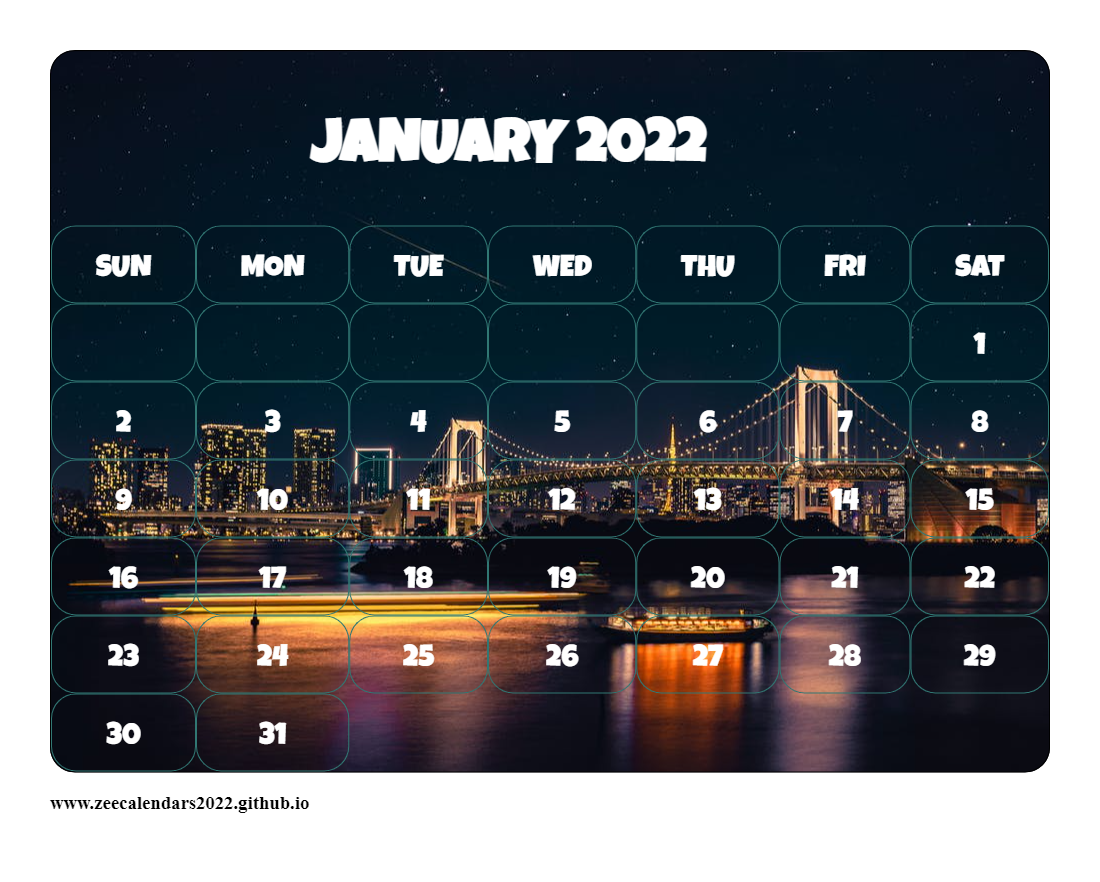 JANUARY 2022
SUN MON TUE WED THU FRI SAT
1
2 3 4 5 6 7 8
9 10 11 12 13 14 15
16 17 18 19 20 21 22
23 24 25 26 27 28 29
30 31
www.zeecalendars2022.github.io